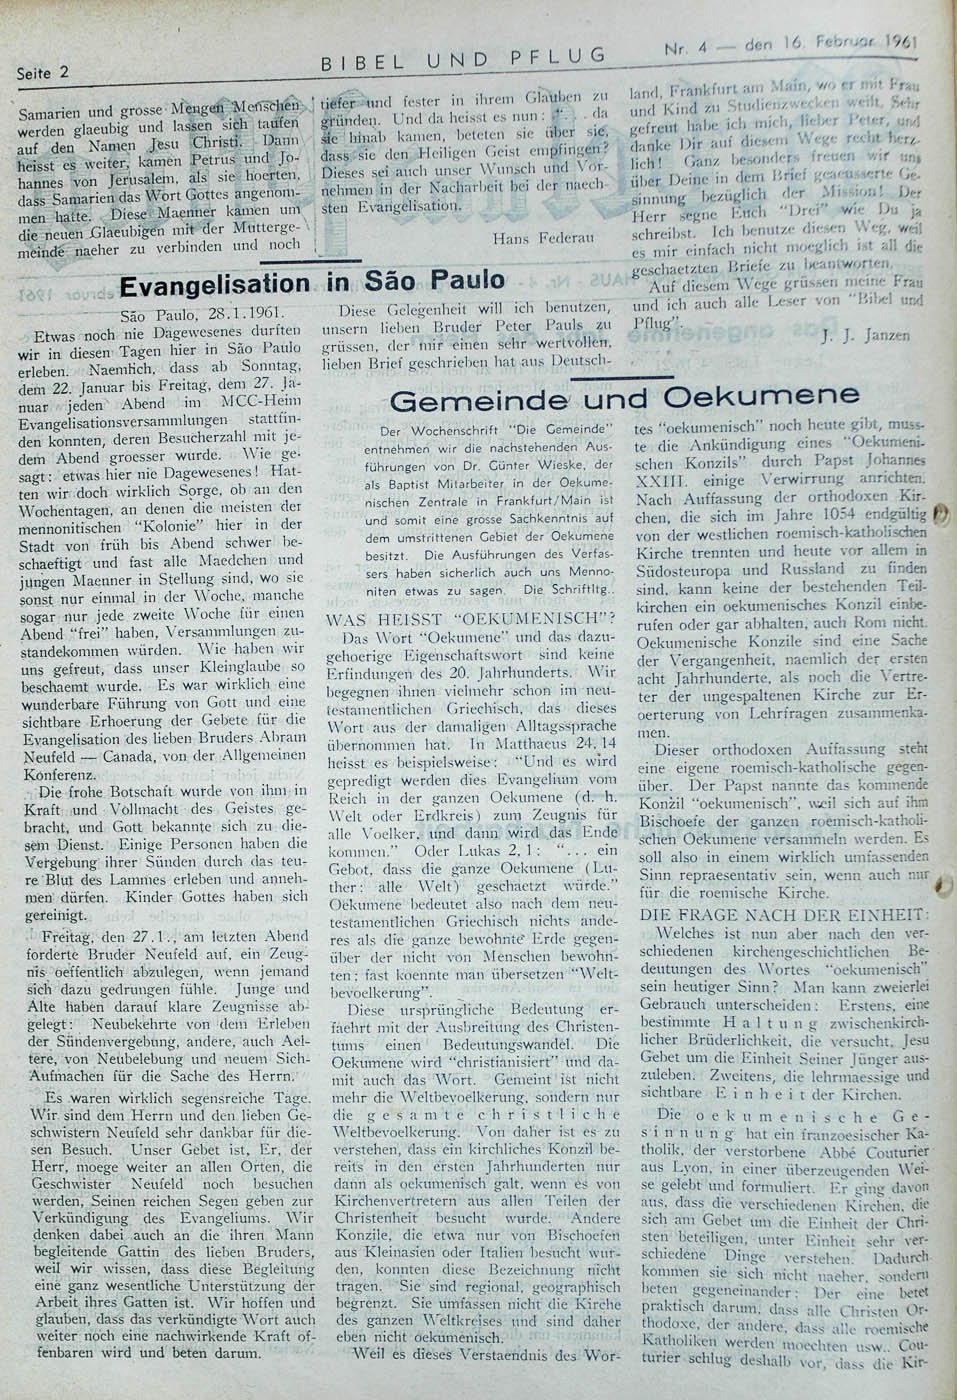 Seite 2
BIBEL UND PFLUG
Nr. 4 — den 16. Februar 1961
Samarien und grosse Mengen Menschen
werden glaeubig und lassen sich taufen
auf den Namen Jesu Christi. Dann
heisst es weiter, kamen Petrus und Jo-
hannes von Jerusalem, als sie hoerten,
dass Samarien das Wort Gottes angenom-
men hatte. Diese Maenner kamen um
die neuen Glaeubigen mit der Mutterge-
meinde naeher zu verbinden und noch
tiefer und fester in ihrem Glauben zu
gründen. Und da heisst es nun: " . . da
sie hinab kamen, beteten sie über sie,
dass sie den Heiligen Geist empfingen?
Dieses sei auch unser Wunsch und Vor-
nehmen in der Nacharbeit bei der naech-
sten Evangelisation.
Hans Federau
Evangelisation in São Paulo
São Paulo, 28.1.1961.
Etwas noch nie Dagewesenes durften
wir in diesen Tagen hier in São Paulo
erleben. Naemlich, dass ab Sonntag,
dem 22. Januar bis Freitag, dem 27. Ja-
nuar jeden Abend im MCC-Heim
Evangelisationsversammlungen stattfin-
den konnten, deren Besucherzahl mit je-
dem Abend groesser wurde. Wie ge-
sagt: etwas hier nie Dagewesenes! Hat-
ten wir doch wirklich Sorge, ob an den
Wochentagen, an denen die meisten der
mennonitischen "Kolonie" hier in der
Stadt von früh bis Abend schwer be-
schaeftigt und fast alle Maedchen und
jungen Maenner in Stellung sind, wo sie
sonst nur einmal in der Woche, manche
sogar nur jede zweite Woche für einen
Abend "frei" haben, Versammlungen zu-
standekommen würden. Wie haben wir
uns gefreut, dass unser Kleinglaube so
beschaemt wurde. Es war wirklich eine
wunderbare Führung von Gott und eine
sichtbare Erhoerung der Gebete für die
Evangelisation des lieben Bruders Abram
Neufeld — Canada, von der Allgemeinen
Konferenz.
Die frohe Botschaft wurde von ihm in
Kraft und Vollmacht des Geistes ge-
bracht, und Gott bekannte sich zu die-
sem Dienst. Einige Personen haben die
Vergebung ihrer Sünden durch das teu-
re Blut des Lammes erleben und anneh-
men dürfen. Kinder Gottes haben sich
gereinigt.
Freitag, den 27.1., am letzten Abend
forderte Bruder Neufeld auf, ein Zeug-
nis oeffentlich abzulegen, wenn jemand
sich dazu gedrungen fühle. Junge und
Alte haben darauf klare Zeugnisse ab-
gelegt: Neubekehrte von dem Erleben
der Sündenvergebung, andere, auch Ael-
tere, von Neubelebung und neuem Sich-
Aufmachen für die Sache des Herrn.
Es waren wirklich segensreiche Tage.
Wir sind dem Herrn und den lieben Ge-
schwistern Neufeld sehr dankbar für die-
sen Besuch. Unser Gebet ist, Er, der
Herr, moege weiter an allen Orten, die
Geschwister Neufeld noch besuchen
werden, Seinen reichen Segen geben zur
Verkündigung des Evangeliums. Wir
denken dabei auch an die ihren Mann
begleitende Gattin des lieben Bruders,
weil wir wissen, dass diese Begleitung
eine ganz wesentliche Unterstützung der
Arbeit ihres Gatten ist. Wir hoffen und
glauben, dass das verkündigte Wort auch
weiter noch eine nachwirkende Kraft of-
fenbaren wird und beten darum.
Diese Gelegenheit will ich benutzen,
unsern lieben Bruder Peter Pauls zu
grüssen, der mir einen sehr wertvollen,
lieben Brief geschrieben hat aus Deutsch-
land, Frankfurt am Main, wo er mit Frau
und Kind zu Studienzwecken weilt. Sehr
gefreut habe ich mich, lieber Peter, und
danke Dir auf diesem Wege recht herz-
lich! Ganz besonders freuen wir uns
über Deine in dem Brief geaeusserte Ge-
sinnung bezüglich der Mission! Der
Herr segne Euch "Drei" wie Du ja
schreibst. Ich benutze diesen Weg, weil
es mir einfach nicht moeglich ist all die
geschaetzten Briefe zu beantworten.
Auf diesem Wege grüssen meine Frau
und ich auch alle Leser von "Bibel und
Pflug".
J. J. Janzen
Gemeinde und Oekumene
Der Wochenschrift "Die Gemeinde"
entnehmen wir die nachstehenden Aus-
führungen von Dr. Günter Wieske, der
als Baptist Mitarbeiter in der Oekume-
nischen Zentrale in Frankfurt/Main ist
und somit eine grosse Sachkenntnis auf
dem umstrittenen Gebiet der Oekumene
besitzt. Die Ausführungen des Verfas-
sers haben sicherlich auch uns Menno-
niten etwas zu sagen. Die Schriftltg..
WAS HEISST "OEKUMENISCH"?
Das Wort "Oekumene" und das dazu-
gehoerige Eigenschaftswort sind keine
Erfindungen des 20. Jahrhunderts. Wir
begegnen ihnen vielmehr schon im neu-
testamentlichen Griechisch, das dieses
Wort aus der damaligen Alltagssprache
übernommen hat. In Matthaeus 24,14
heisst es beispielsweise: "Und es wird
gepredigt werden dies Evangelium vom
Reich in der ganzen Oekumene (d. h.
Welt oder Erdkreis) zum Zeugnis für
alle Voelker, und dann wird das Ende
kommen." Oder Lukas 2,1: "... ein
Gebot, dass die ganze Oekumene (Lu-
ther: alle Welt) geschaetzt würde."
Oekumene bedeutet also nach dem neu-
testamentlichen Griechisch nichts ande-
res als die ganze bewohnte Erde gegen-
über der nicht von Menschen bewohn-
ten; fast koennte man übersetzen "Welt-
bevoelkerung".
Diese ursprüngliche Bedeutung er-
faehrt mit der Ausbreitung des Christen-
tums einen Bedeutungswandel. Die
Oekumene wird "christianisiert" und da-
mit auch das Wort. Gemeint ist nicht
mehr die Weltbevoelkerung, sondern nur
die g e s a m t e c h r i s t l i c h e
Weltbevoelkerung. Von daher ist es zu
verstehen, dass ein kirchliches Konzil be-
reits in den ersten Jahrhunderten nur
dann als oekumenisch galt, wenn es von
Kirchenvertretern aus allen Teilen der
Christenheit besucht wurde. Andere
Konzile, die etwa nur von Bischoefen
aus Kleinasien oder Italien besucht wur-
den, konnten diese Bezeichnung nicht
tragen. Sie sind regional, geographisch
begrenzt. Sie umfassen nicht die Kirche
des ganzen Weltkreises und sind daher
eben nicht oekumenisch.
Weil es dieses Verstaendnis des Wor-
tes "oekumenisch" noch heute gibt, muss-
te die Ankündigung eines "Oekumeni-
schen Konzils" durch Papst Johannes
XXIII. einige Verwirrung anrichten.
Nach Auffassung der orthodoxen Kir-
chen, die sich im Jahre 1054 endgültig
von der westlichen roemisch-katholischen
Kirche trennten und heute vor allem in
Südosteuropa und Russland zu finden
sind, kann keine der bestehenden Teil-
kirchen ein oekumenisches Konzil einbe-
rufen oder gar abhalten, auch Rom nicht.
Oekumenische Konzile sind eine Sache
der Vergangenheit, naemlich der ersten
acht Jahrhunderte, als noch die Vertre-
ter der ungespaltenen Kirche zur Er-
oerterung von Lehrfragen zusammenka-
men.
Dieser orthodoxen Auffassung steht
eine eigene roemisch-katholische gegen-
über. Der Papst nannte das kommende
Konzil "oekumenisch", weil sich auf ihm
Bischoefe der ganzen roemisch-katholi-
schen Oekumene versammeln werden. Es
soll also in einem wirklich umfassenden
Sinn repraesentativ sein, wenn auch nur
für die roemische Kirche.
DIE FRAGE NACH DER EINHEIT:
Welches ist nun aber nach den ver-
schiedenen kirchengeschichtlichen Be-
deutungen des Wortes "oekumenisch"
sein heutiger Sinn? Man kann zweierlei
Gebrauch unterscheiden: Erstens, eine
bestimmte H a l t u n g zwischenkirch-
licher Brüderlichkeit, die versucht, Jesu
Gebet um die Einheit Seiner Jünger aus-
zuleben. Zweitens, die lehrmaessige und
sichtbare E i n h e i t der Kirchen.
Die o e k u m e n i s c h e G e -
s i n n u n g hat ein franzoesischer Ka-
tholik, der verstorbene Abbé Couturier
aus Lyon, in einer überzeugenden Wei-
se gelebt und formuliert. Er ging davon
aus, dass die verschiedenen Kirchen, die
sich am Gebet um die Einheit der Chri-
sten beteiligen, unter Einheit sehr ver-
schiedene Dinge verstehen. Dadurch
kommen sie sich nicht naeher, sondern
beten gegeneinander: Der eine betet
praktisch darum, dass alle Christen Or-
thodoxe, der andere, dass alle roemische
Katholiken werden moechten usw.. Cou-
turier schlug deshalb vor, dass die Kir-